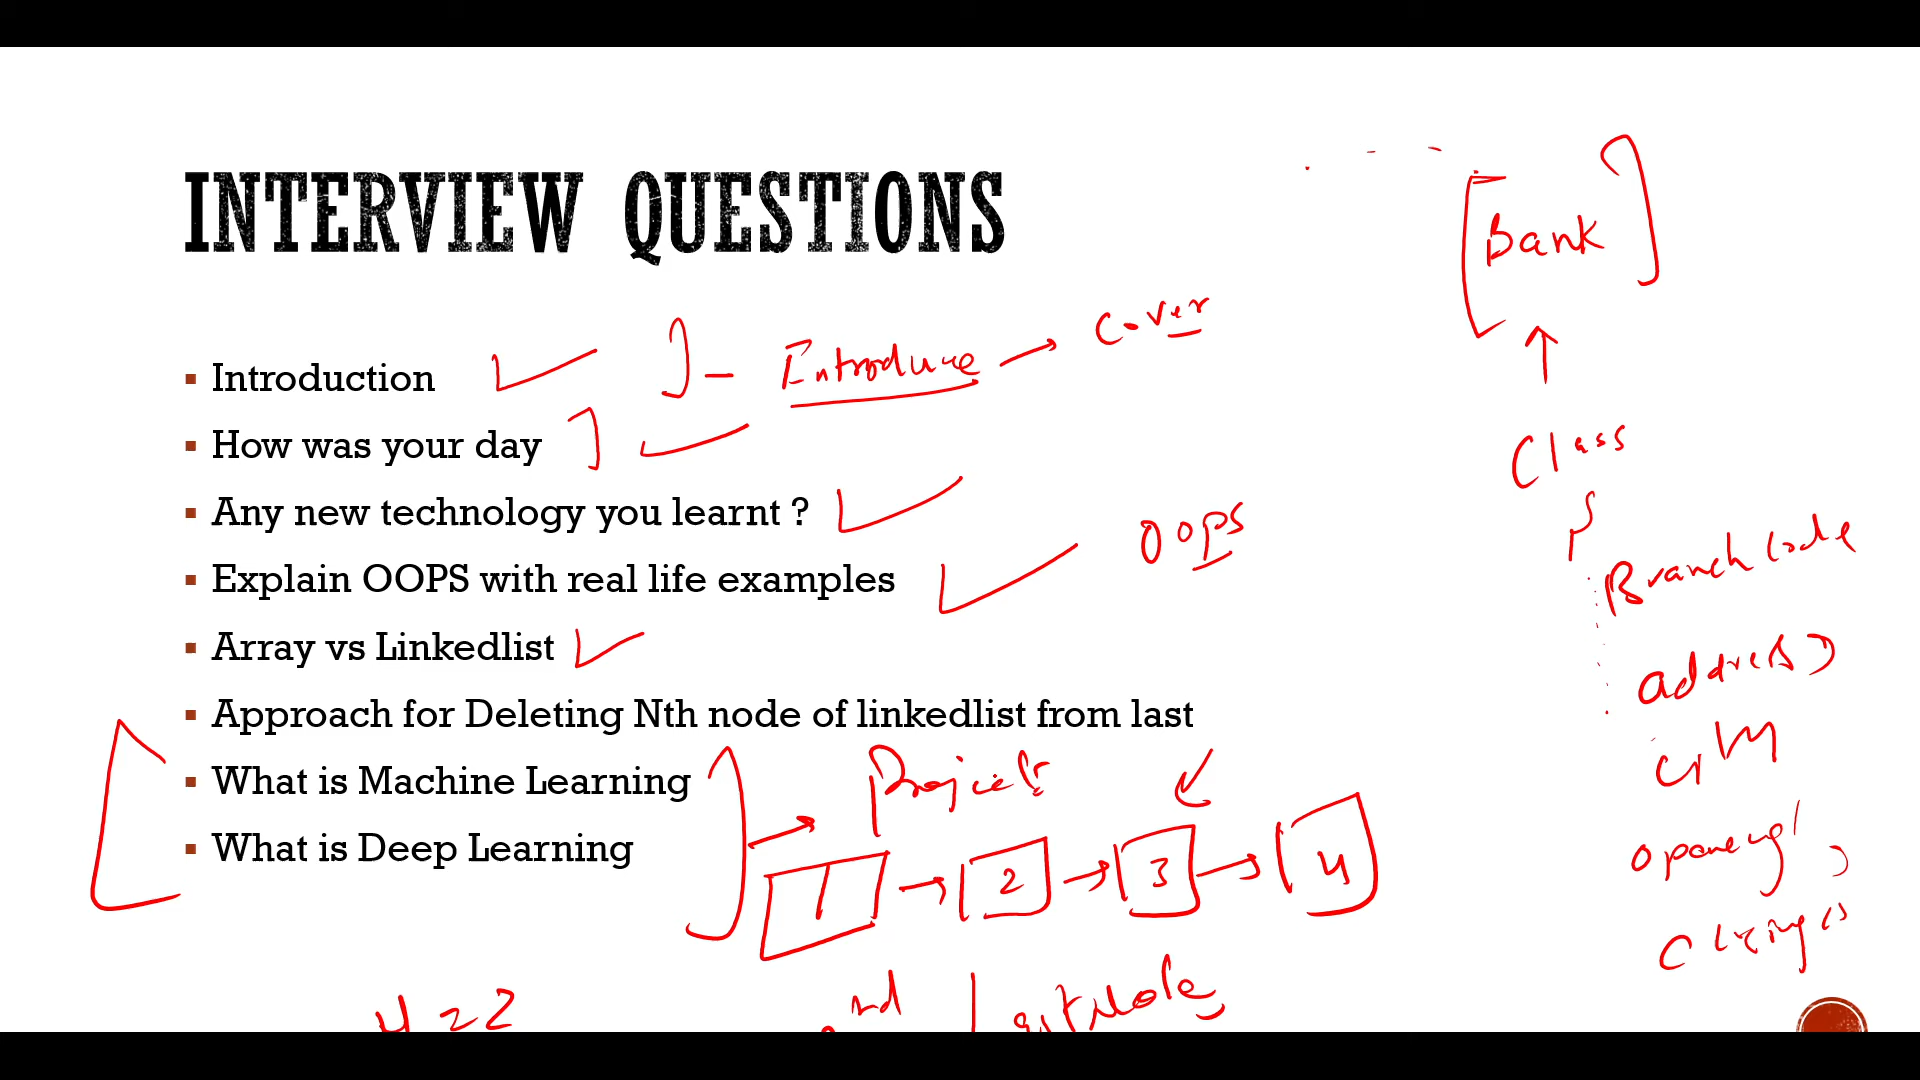 INTERVIEW QUESTIONS
Bank
Introduction
Introduce → Cover
How was your day
Class
Any new technology you learnt ?
OOPS
Branch Code
Explain OOPS with real life examples
Array vs Linkedlist
address
Approach for Deleting Nth node of linkedlist from last
city
What is Machine Learning
Project
What is Deep Learning
1 → 2 → 3 → 4
nd